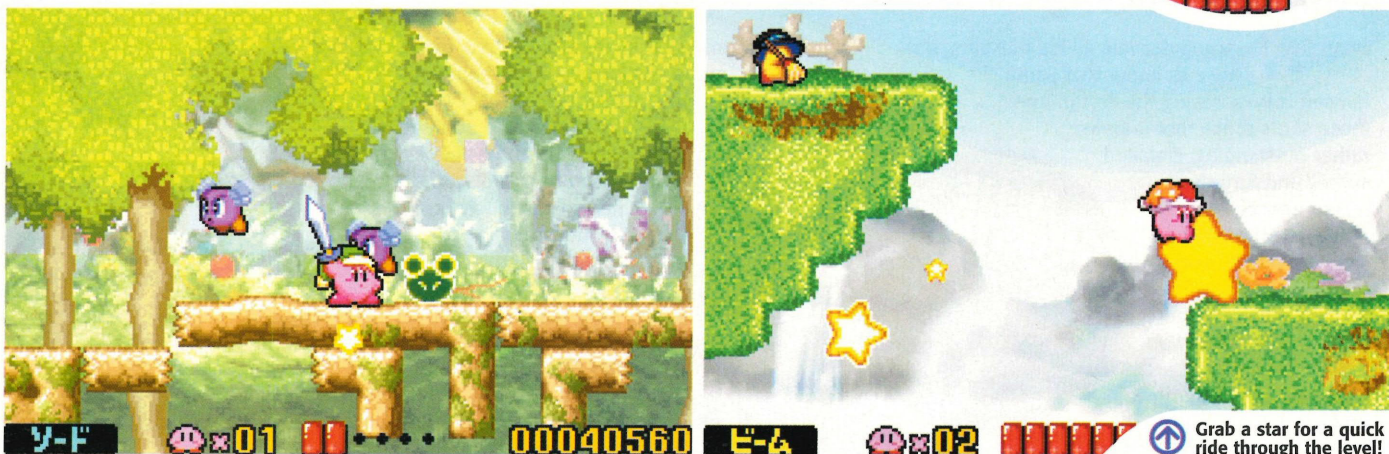 ソード ×01 00040560
ビーム ×02
Grab a star for a quick
ride through the level!